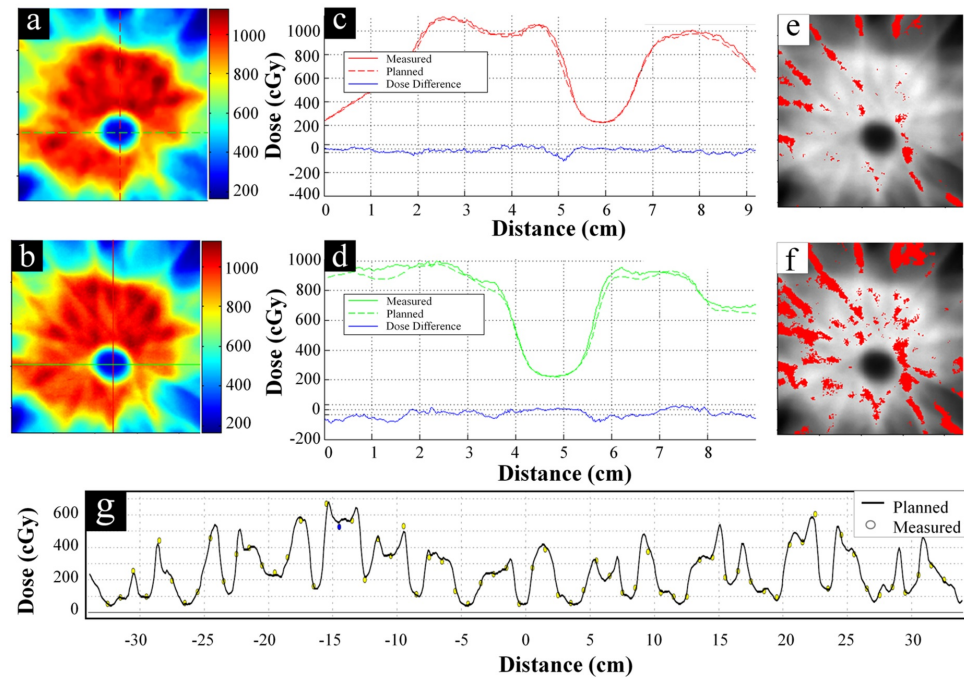 a
1000
800
600
400
200
Dose (cGy)
c
1000
800
600
400
200
0
-200
-400
Measured
Planned
Dose Difference
0 1 2 3 4 5 6 7 8 9
Distance (cm)
e
b
1000
800
600
400
200
Dose (cGy)
d
1000
800
600
400
200
0
-200
Measured
Planned
Dose Difference
0 1 2 3 4 5 6 7 8
Distance (cm)
f
g
Dose (cGy)
600
400
200
0
Planned
Measured
-30 -25 -20 -15 -10 -5 0 5 10 15 20 25 30
Distance (cm)